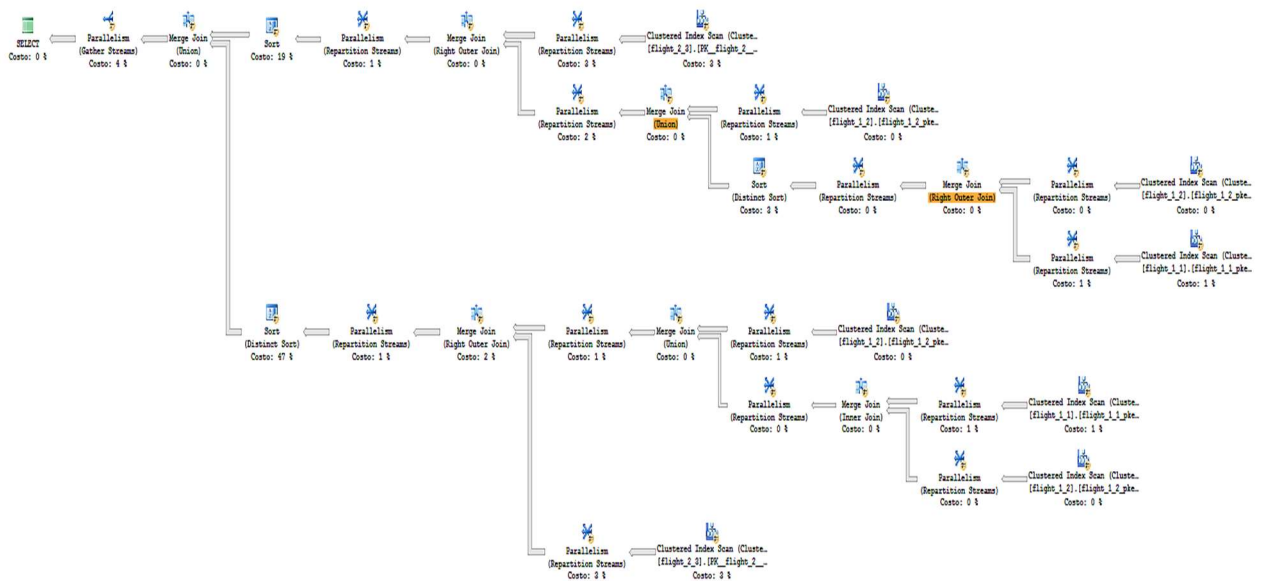 SELECT
Costo: 0 %
Parallelism
(Gather Streams)
Costo: 4 %
Merge Join
(Union)
Costo: 0 %
Sort
Costo: 19 %
Parallelism
(Repartition Streams)
Costo: 1 %
Merge Join
(Right Outer Join)
Costo: 0 %
Parallelism
(Repartition Streams)
Costo: 3 %
Clustered Index Scan (Cluste…
[flight_2_3].[PK__flight_2__…
Costo: 3 %
Parallelism
(Repartition Streams)
Costo: 2 %
Merge Join
(Union)
Costo: 0 %
Parallelism
(Repartition Streams)
Costo: 1 %
Clustered Index Scan (Cluste…
[flight_1_2].[flight_1_2_pke…
Costo: 0 %
Sort
(Distinct Sort)
Costo: 3 %
Parallelism
(Repartition Streams)
Costo: 0 %
Merge Join
(Right Outer Join)
Costo: 0 %
Parallelism
(Repartition Streams)
Costo: 0 %
Clustered Index Scan (Cluste…
[flight_1_2].[flight_1_2_pke…
Costo: 0 %
Parallelism
(Repartition Streams)
Costo: 1 %
Clustered Index Scan (Cluste…
[flight_1_1].[flight_1_1_pke…
Costo: 1 %
Sort
(Distinct Sort)
Costo: 47 %
Parallelism
(Repartition Streams)
Costo: 1 %
Merge Join
(Right Outer Join)
Costo: 2 %
Parallelism
(Repartition Streams)
Costo: 1 %
Merge Join
(Union)
Costo: 0 %
Parallelism
(Repartition Streams)
Costo: 1 %
Clustered Index Scan (Cluste…
[flight_1_2].[flight_1_2_pke…
Costo: 0 %
Parallelism
(Repartition Streams)
Costo: 0 %
Merge Join
(Inner Join)
Costo: 0 %
Parallelism
(Repartition Streams)
Costo: 1 %
Clustered Index Scan (Cluste…
[flight_1_1].[flight_1_1_pke…
Costo: 1 %
Parallelism
(Repartition Streams)
Costo: 0 %
Clustered Index Scan (Cluste…
[flight_1_2].[flight_1_2_pke…
Costo: 0 %
Parallelism
(Repartition Streams)
Costo: 3 %
Clustered Index Scan (Cluste…
[flight_2_3].[PK__flight_2__…
Costo: 3 %